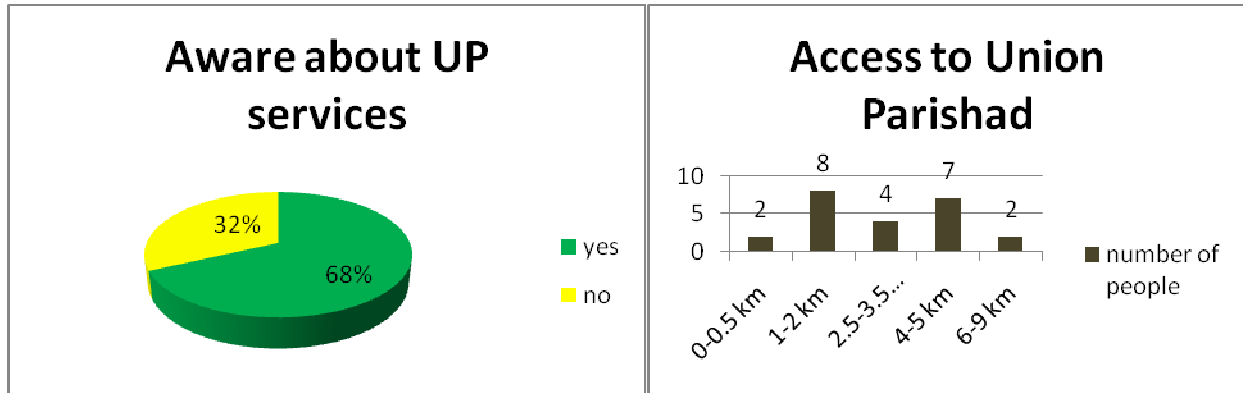 Aware about UP
services
32%
68%
yes
no
Access to Union
Parishad
10
5
0
2
8
4
7
2
0-0.5 km
1-2 km
2.5-3.5...
4-5 km
6-9 km
number of
people